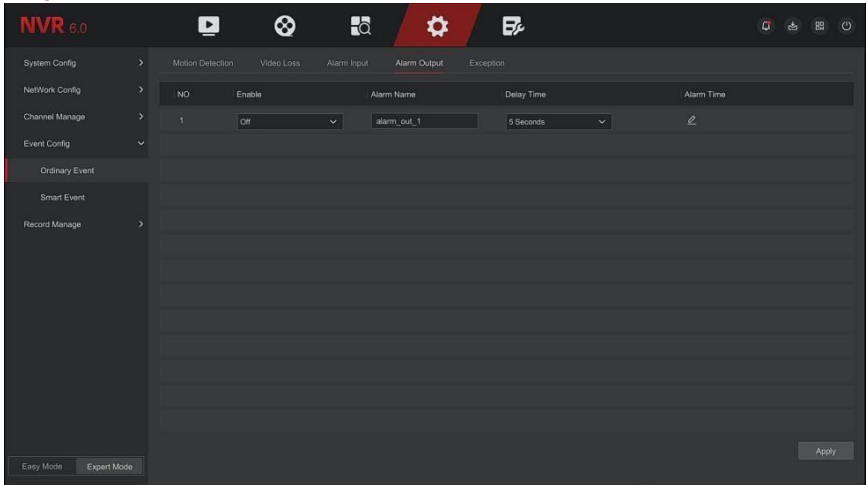 NVR 6.0
System Config
NetWork Config
Channel Manage
Event Config
Ordinary Event
Smart Event
Record Manage
Easy Mode Expert Mode
Motion Detection Video Loss Alarm Input Alarm Output Exception
NO Enable Alarm Name Delay Time Alarm Time
1 Off alarm_out_1 5 Seconds
Apply